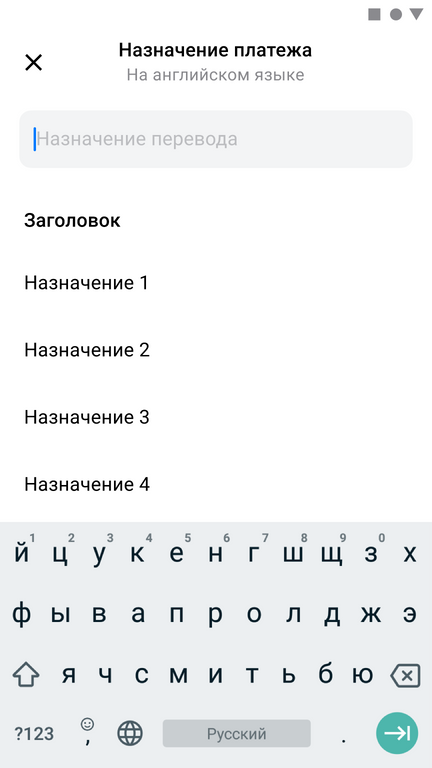 Назначение платежа
На английском языке
Назначение перевода
Заголовок
Назначение 1
Назначение 2
Назначение 3
Назначение 4
1 2 3 4 5 6 7 8 9 0
й ц у к е н г ш щ з х
ф ы в а п р о л д ж э
я ч с м и т ь б ю
?123 , Русский .